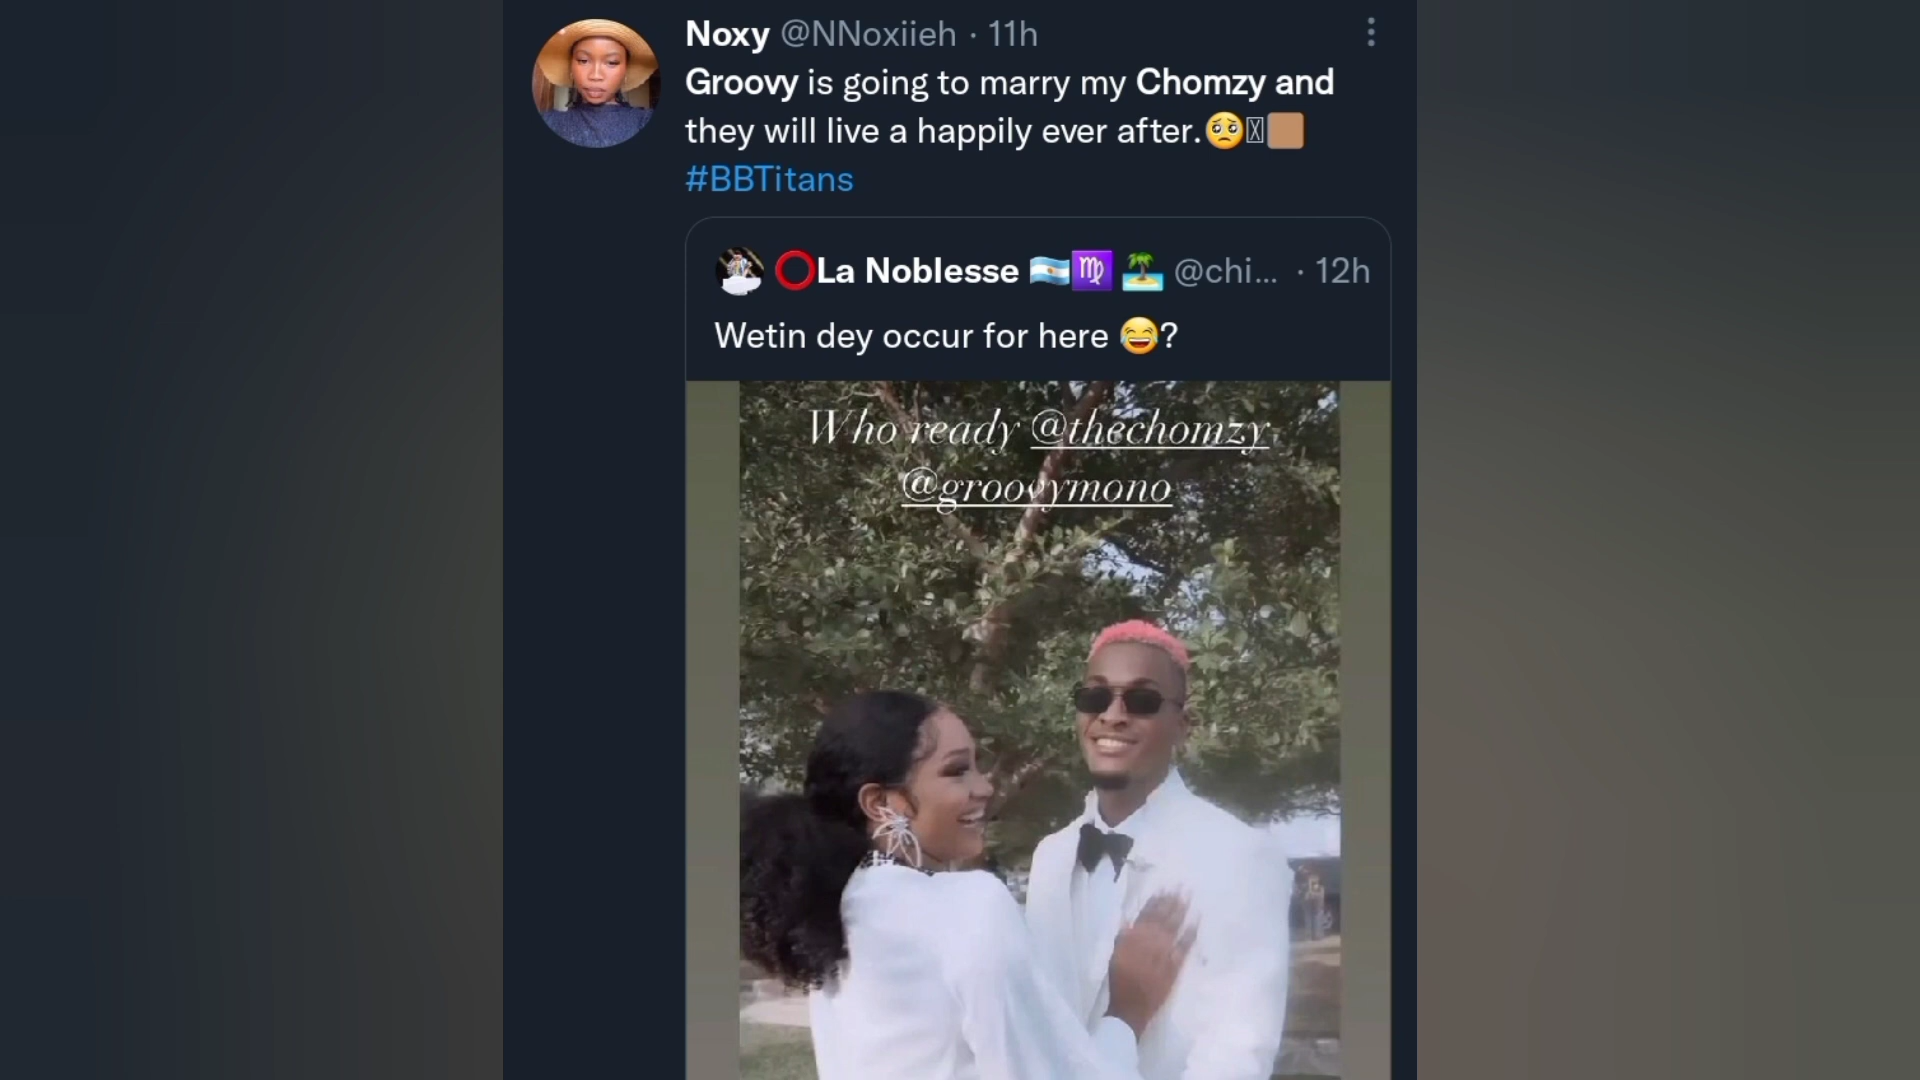 Noxy @NNoxiieh · 11h
Groovy is going to marry my Chomzy and
they will live a happily ever after.🥺
#BBTitans
⭕La Noblesse 🇦🇷♍🏝️ @chi... · 12h
Wetin dey occur for here 😂?
Who ready @thechomzy
@groovymono